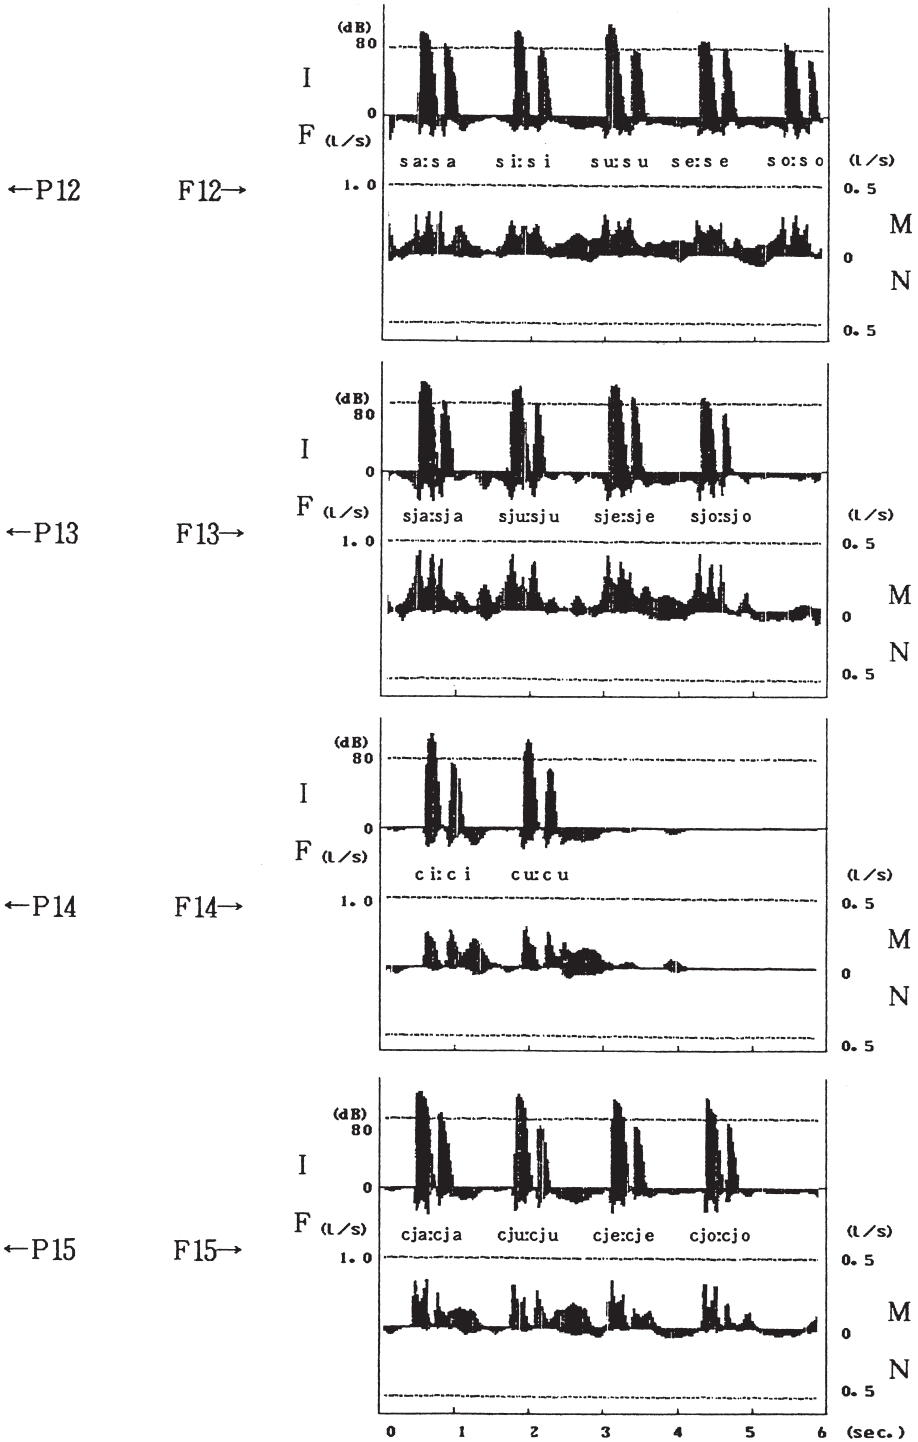 (dB)
80
I
0
F (l/s)
sa:sa si:si su:su se:se so:so (l/s)
←P12 F12→ 1.0 0.5
M
0
N
0.5
(dB)
80
I
0
F (l/s)
sja:sja sju:sju sje:sje sjo:sjo (l/s)
←P13 F13→ 1.0 0.5
M
0
N
0.5
(dB)
80
I
0
F (l/s)
ci:ci cu:cu (l/s)
←P14 F14→ 1.0 0.5
M
0
N
0.5
(dB)
80
I
0
F (l/s)
cja:cja cju:cju cje:cje cjo:cjo (l/s)
←P15 F15→ 1.0 0.5
M
0
N
0.5
0 1 2 3 4 5 6 (sec.)